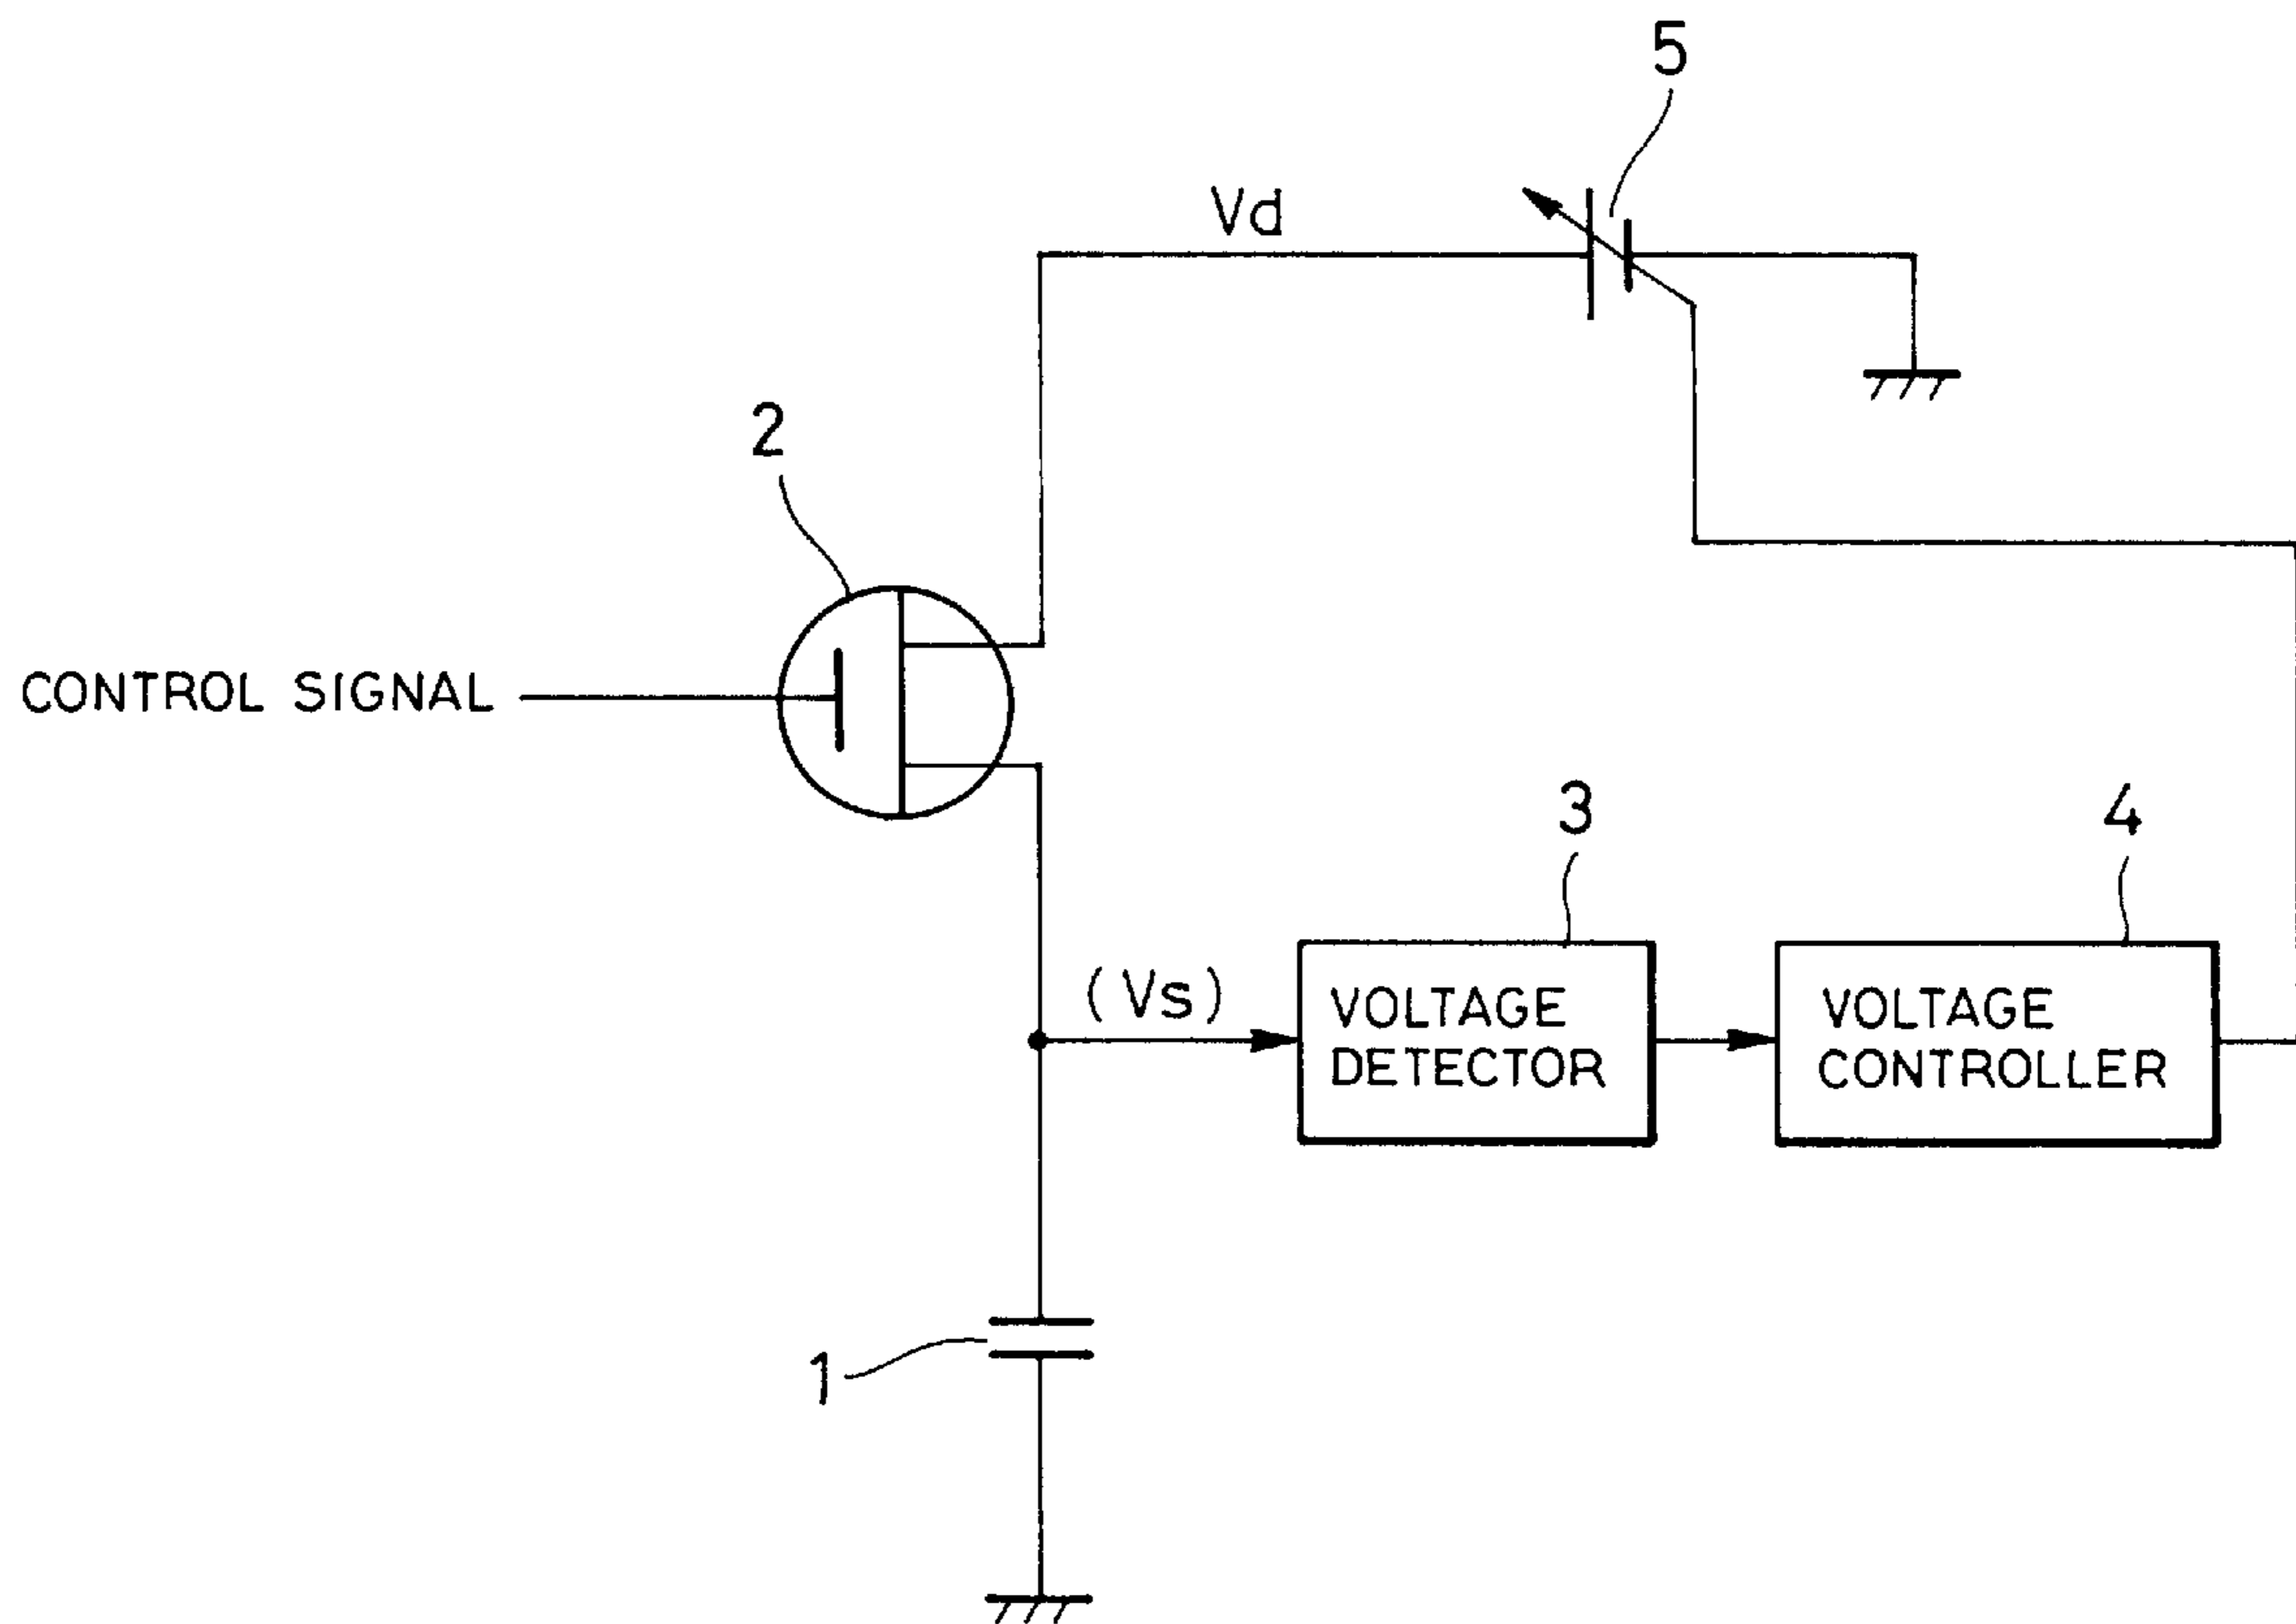 5
Vd
2
CONTROL SIGNAL
3
4
(Vs)
VOLTAGE
DETECTOR
VOLTAGE
CONTROLLER
1